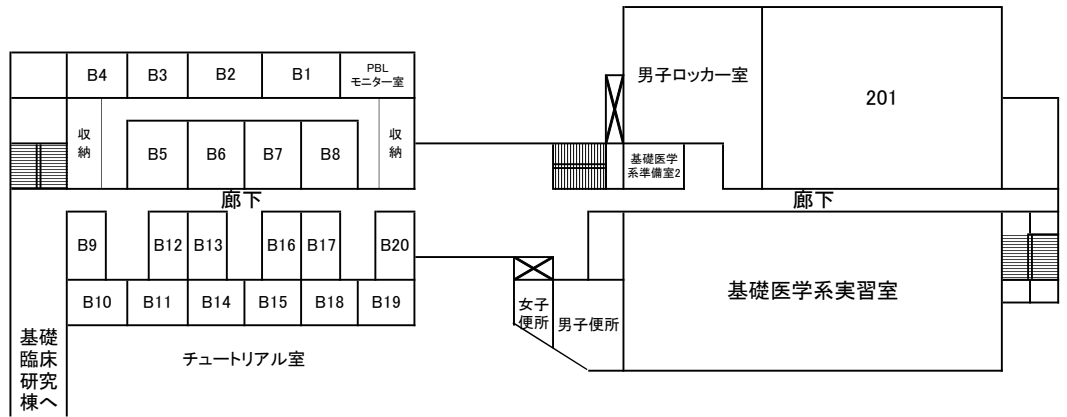 B4
B3
B2
B1
PBL
モニター室
男子ロッカー室
201
収
納
B5
B6
B7
B8
収
納
基礎医学
系準備室2
廊下
廊下
B9
B12
B13
B16
B17
B20
B10
B11
B14
B15
B18
B19
女子
便所
男子便所
基礎医学系実習室
チュートリアル室
基礎
臨床
研究
棟へ